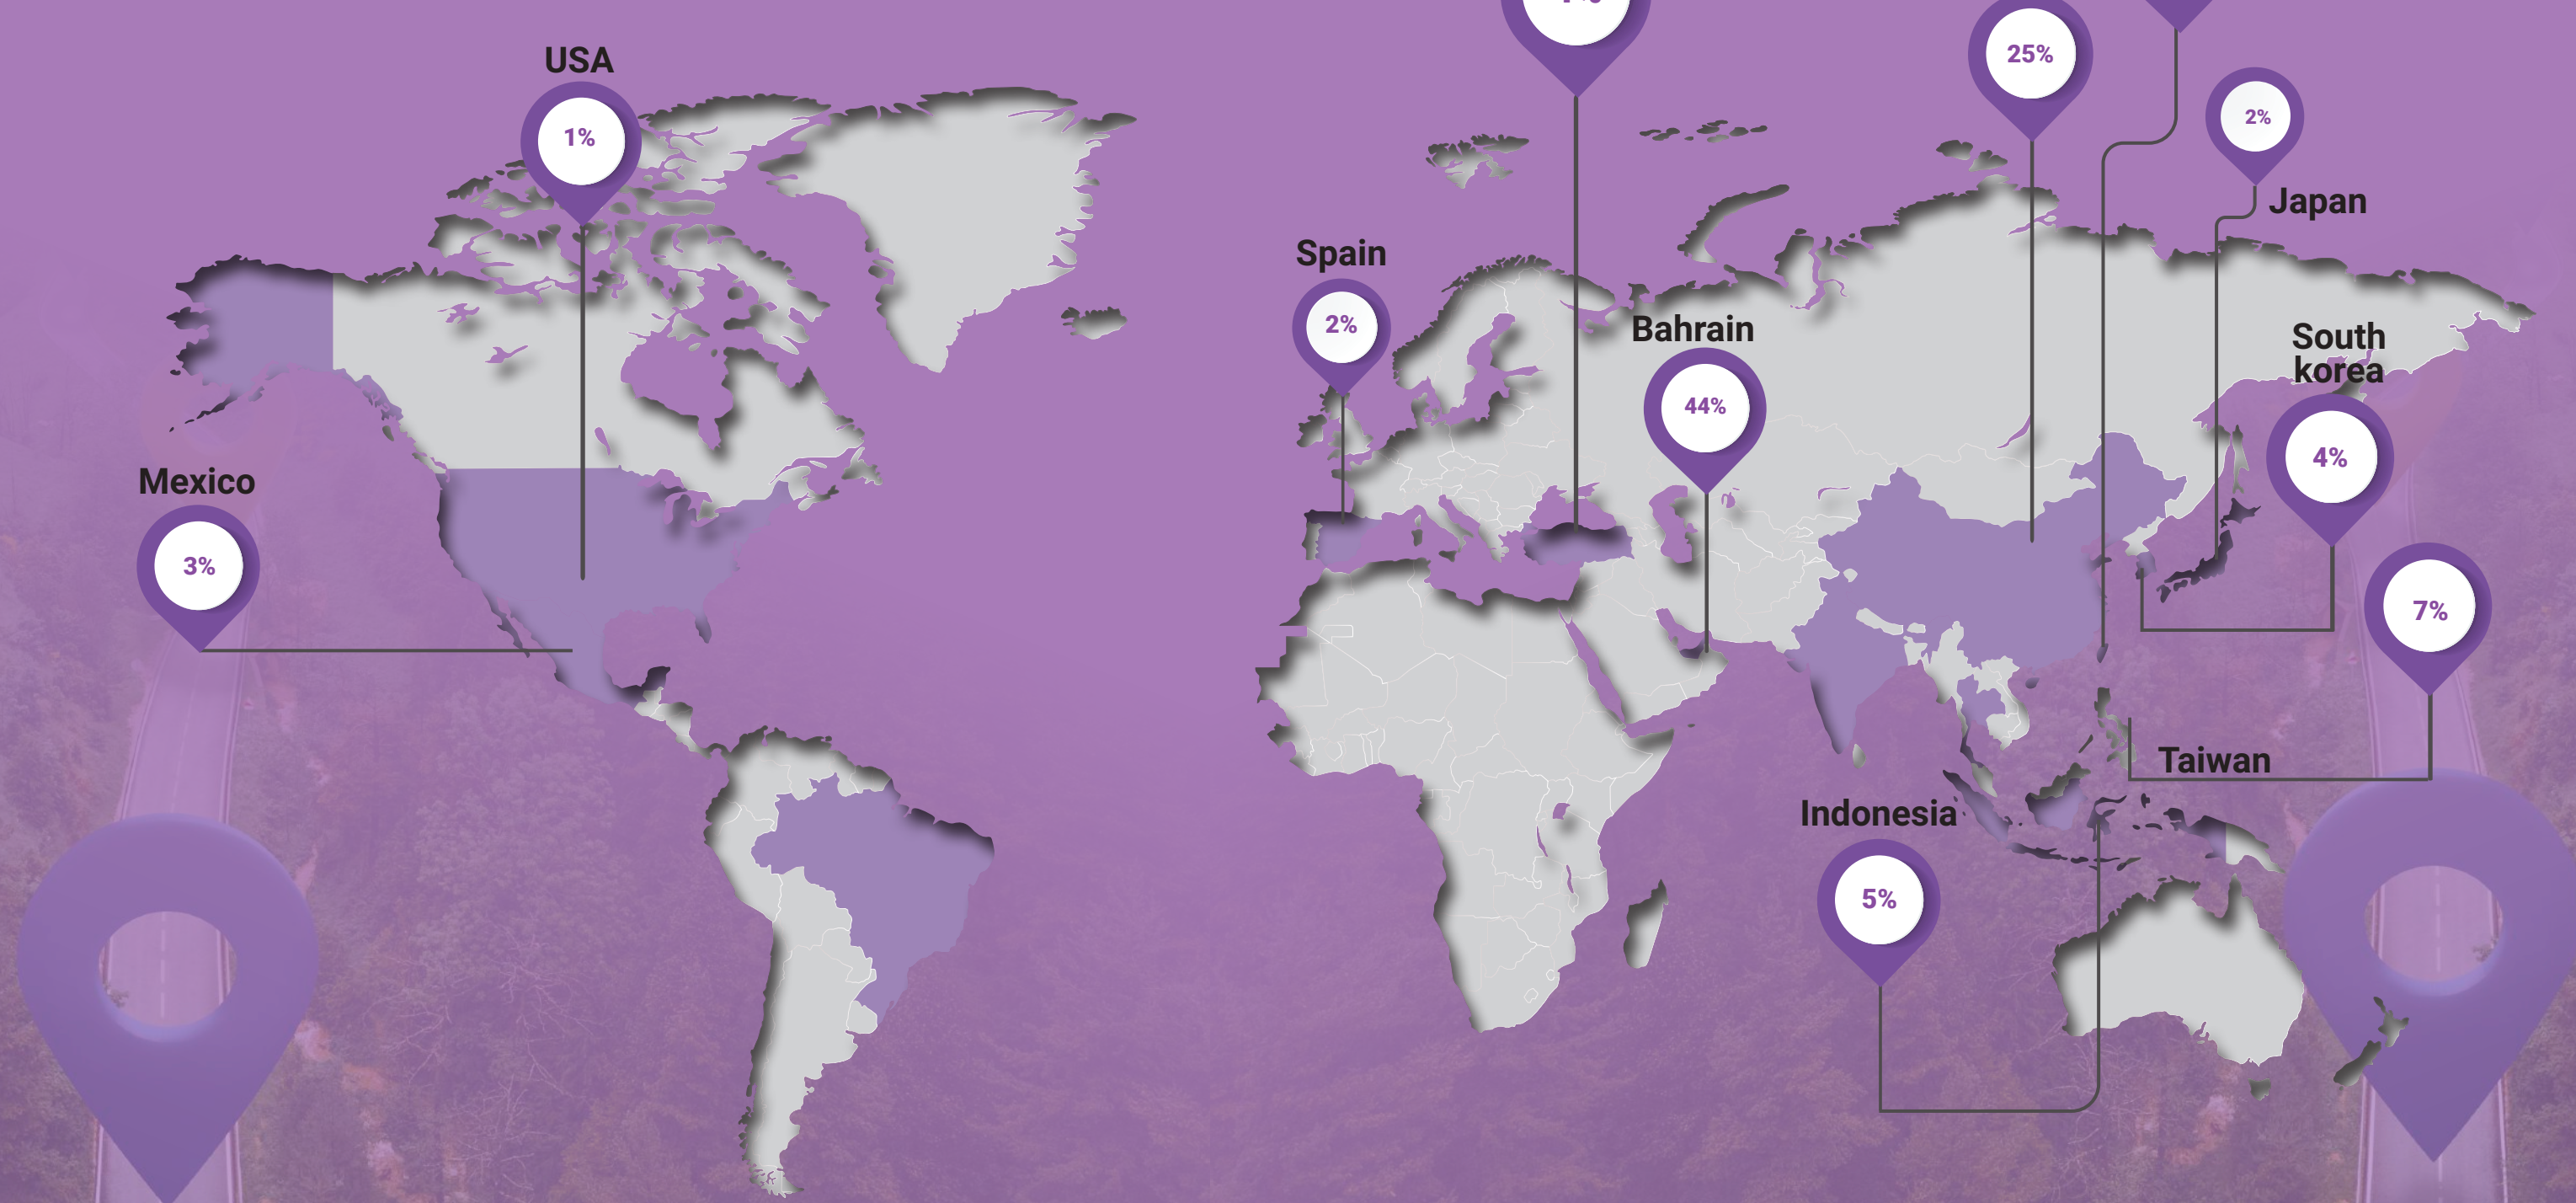 USA
1%
25%
2%
Japan
Spain
2%
Bahrain
44%
South
korea
4%
Mexico
3%
7%
Taiwan
Indonesia
5%